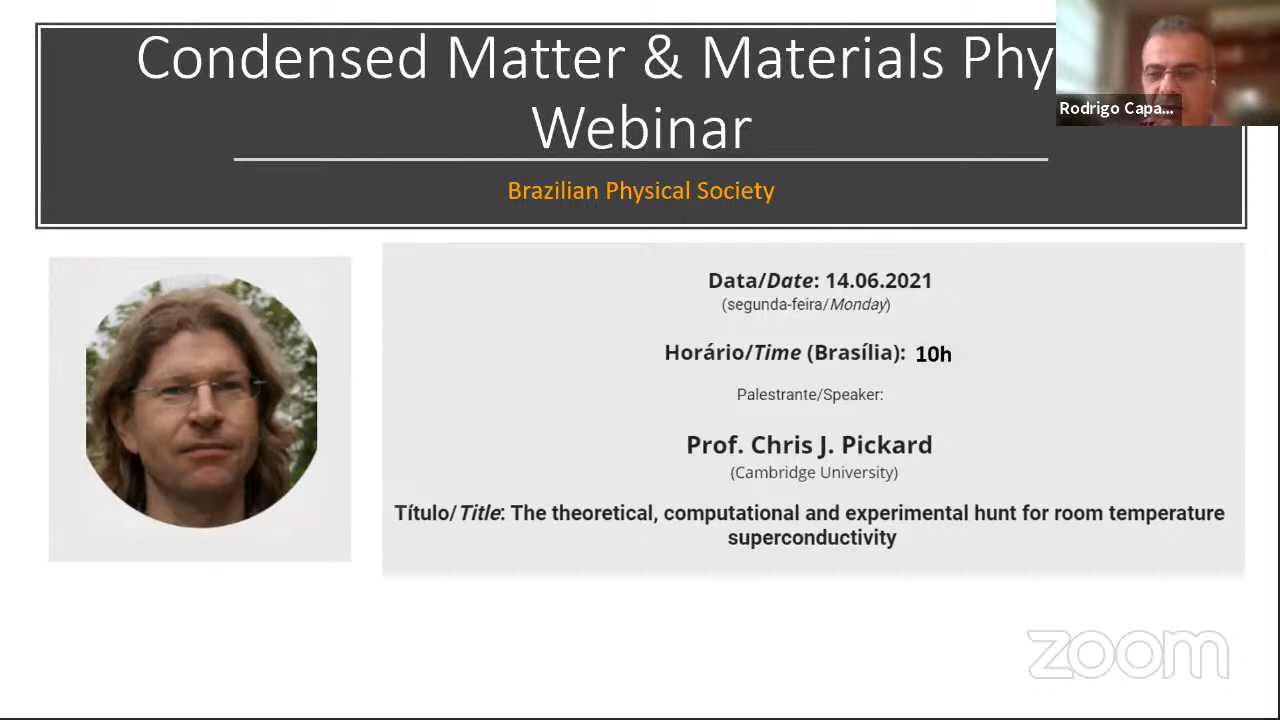 Condensed Matter & Materials Phy
Webinar
Rodrigo Capa...
Brazilian Physical Society
Data/Date: 14.06.2021
(segunda-feira/Monday)
Horário/Time (Brasília): 10h
Palestrante/Speaker:
Prof. Chris J. Pickard
(Cambridge University)
Título/Title: The theoretical, computational and experimental hunt for room temperature
superconductivity
zoom